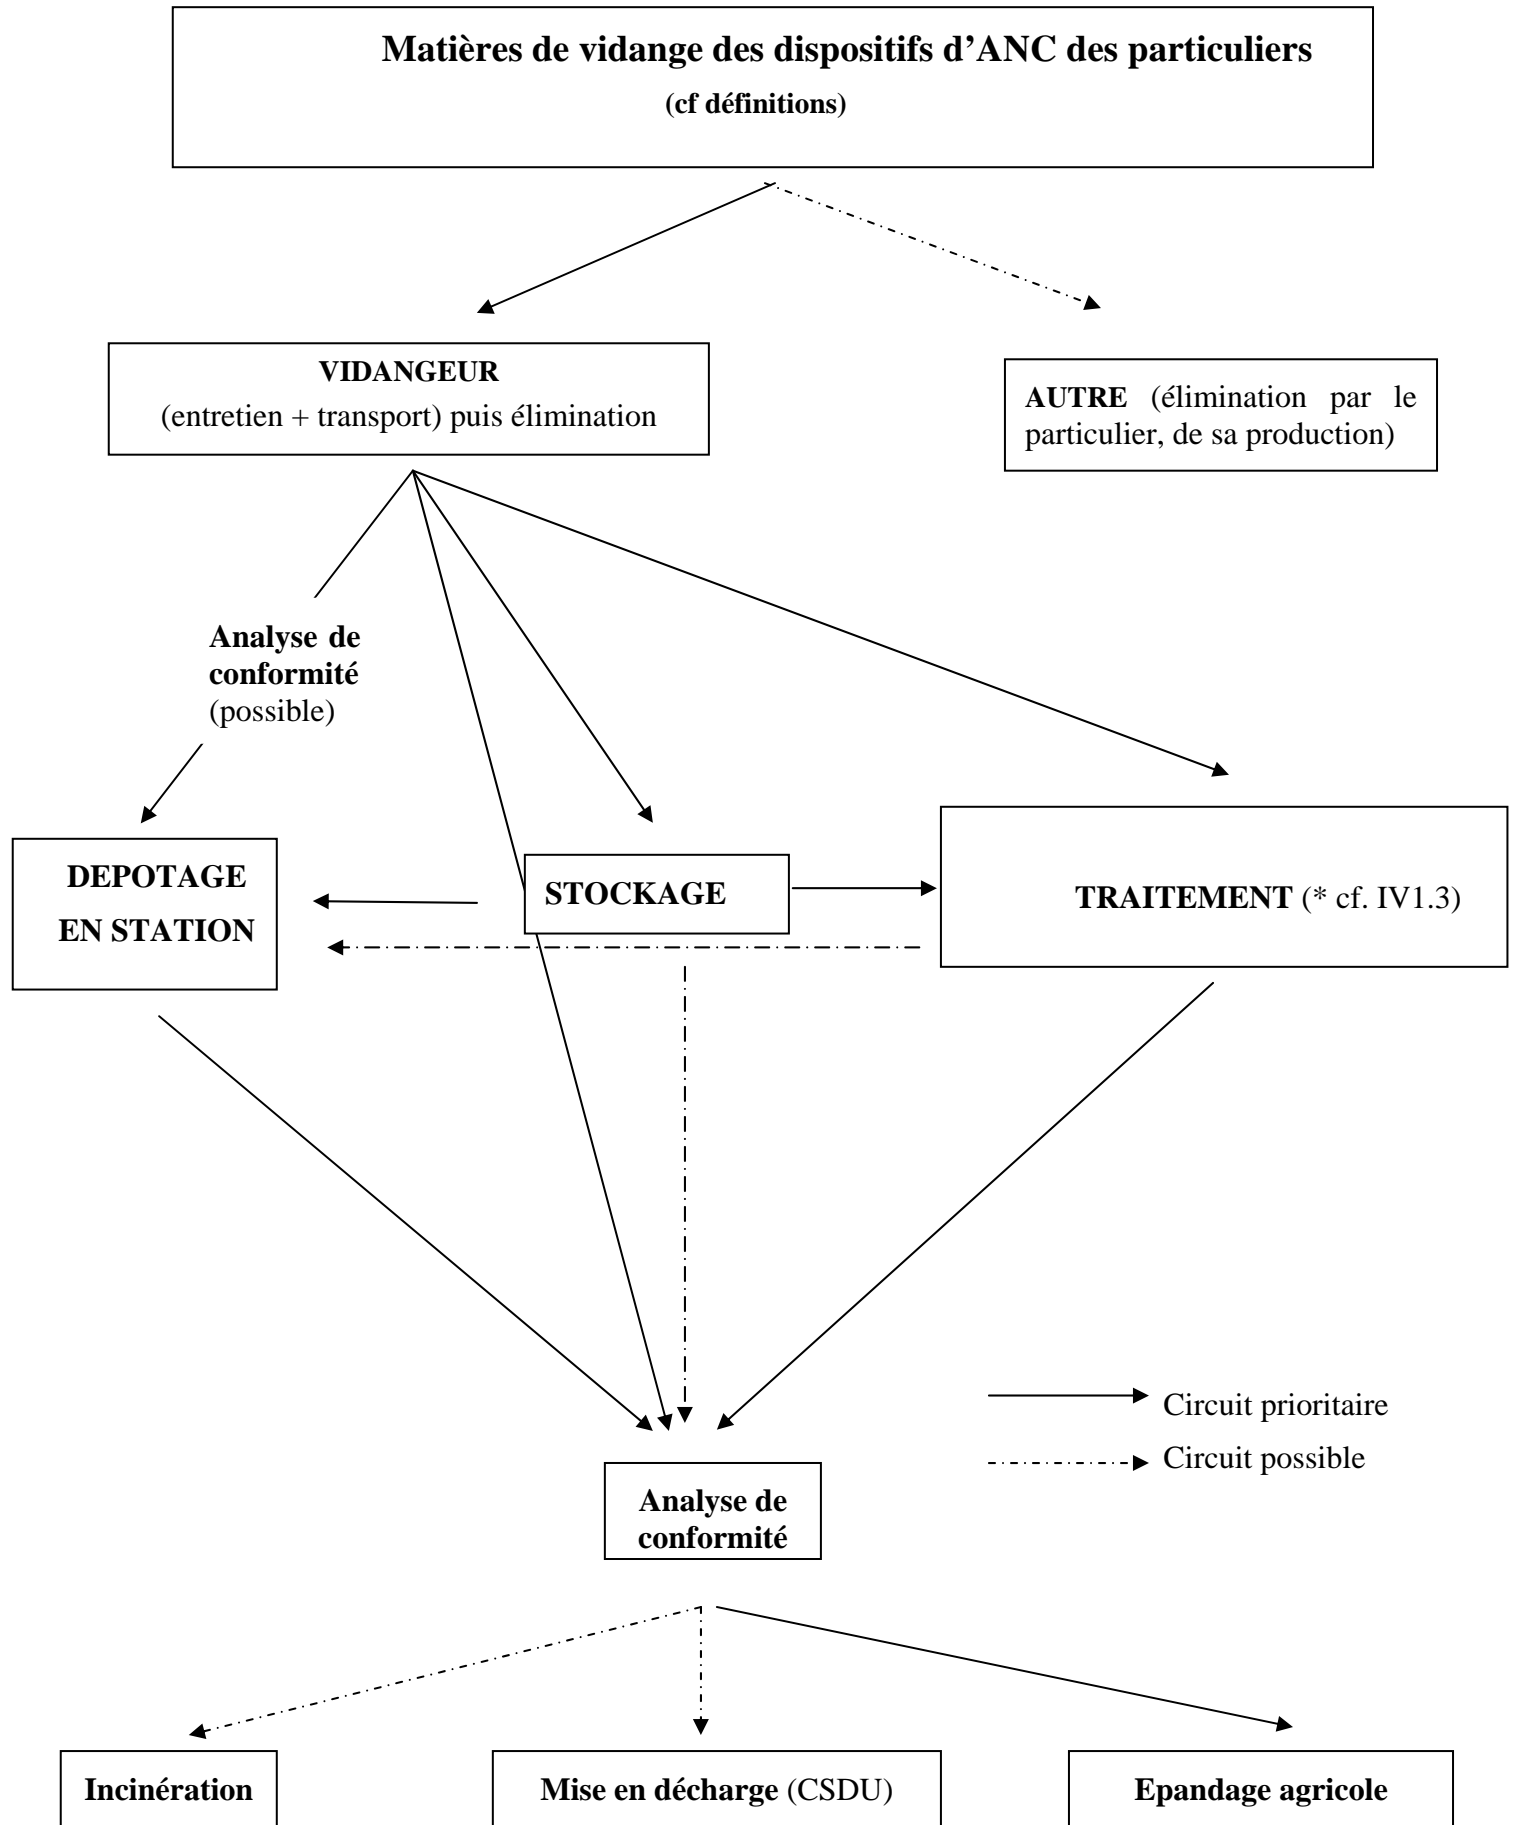 Matières de vidange des dispositifs d’ANC des particuliers
(cf définitions)
VIDANGEUR
(entretien + transport) puis élimination
AUTRE (élimination par le
particulier, de sa production)
Analyse de
conformité
(possible)
DEPOTAGE
EN STATION
STOCKAGE
TRAITEMENT (* cf. IV1.3)
Circuit prioritaire
Circuit possible
Analyse de
conformité
Incinération
Mise en décharge (CSDU)
Epandage agricole